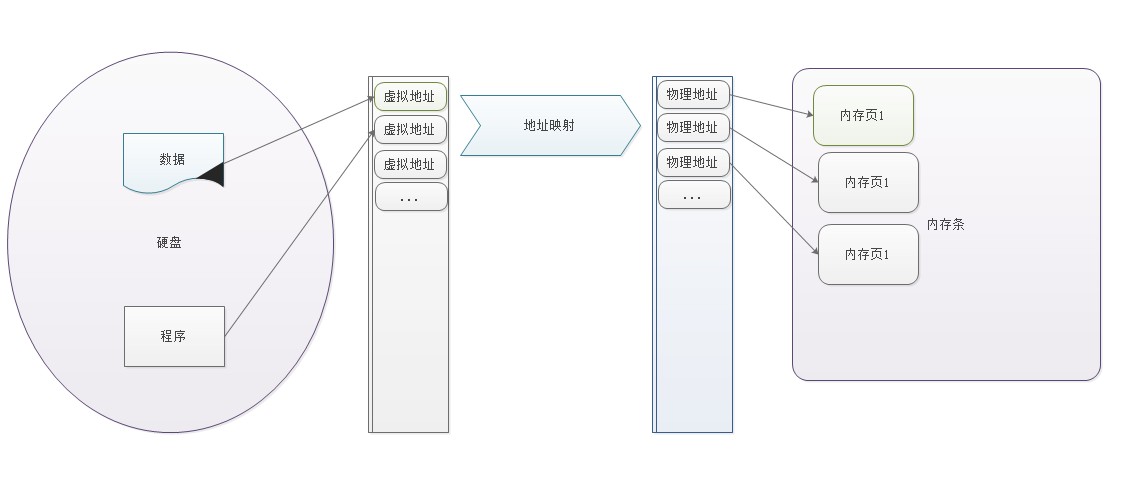 数据
硬盘
程序
虚拟地址
虚拟地址
虚拟地址
...
地址映射
物理地址
物理地址
物理地址
...
内存页1
内存页1
内存页1
内存条